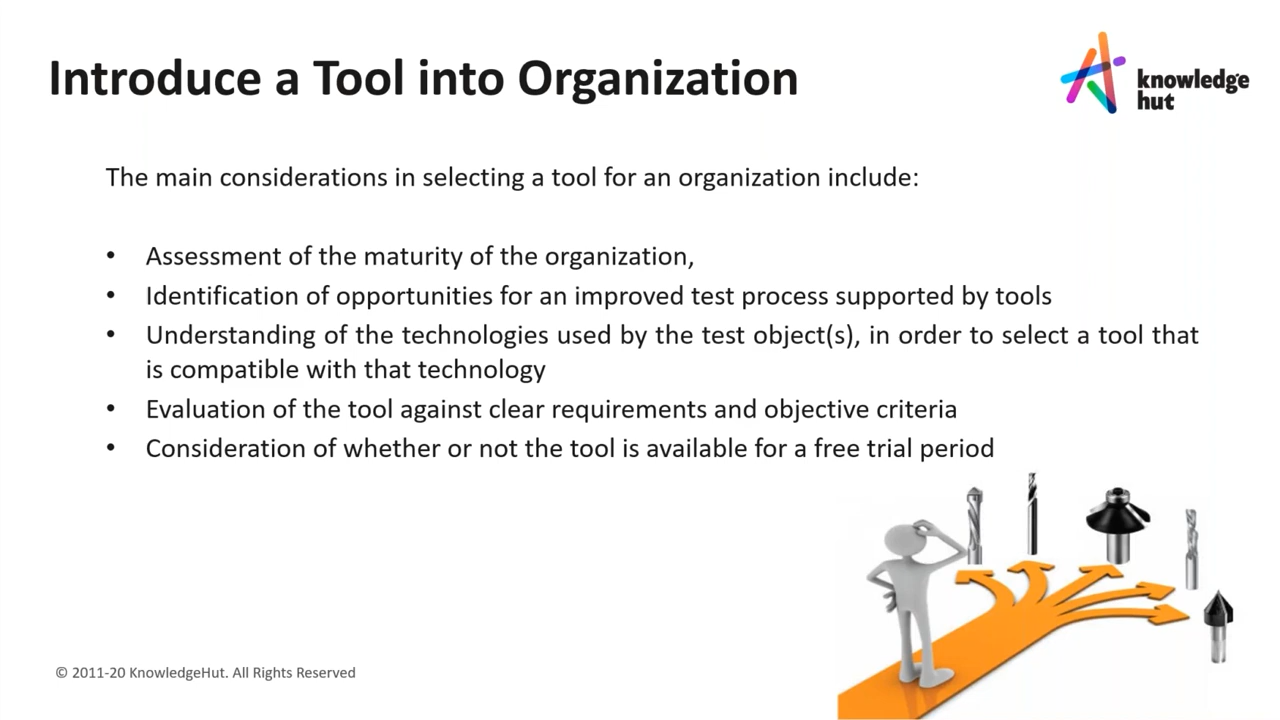 Introduce a Tool into Organization
knowledge
hut
The main considerations in selecting a tool for an organization include:
• Assessment of the maturity of the organization,
• Identification of opportunities for an improved test process supported by tools
• Understanding of the technologies used by the test object(s), in order to select a tool that
is compatible with that technology
• Evaluation of the tool against clear requirements and objective criteria
• Consideration of whether or not the tool is available for a free trial period
© 2011-20 KnowledgeHut. All Rights Reserved